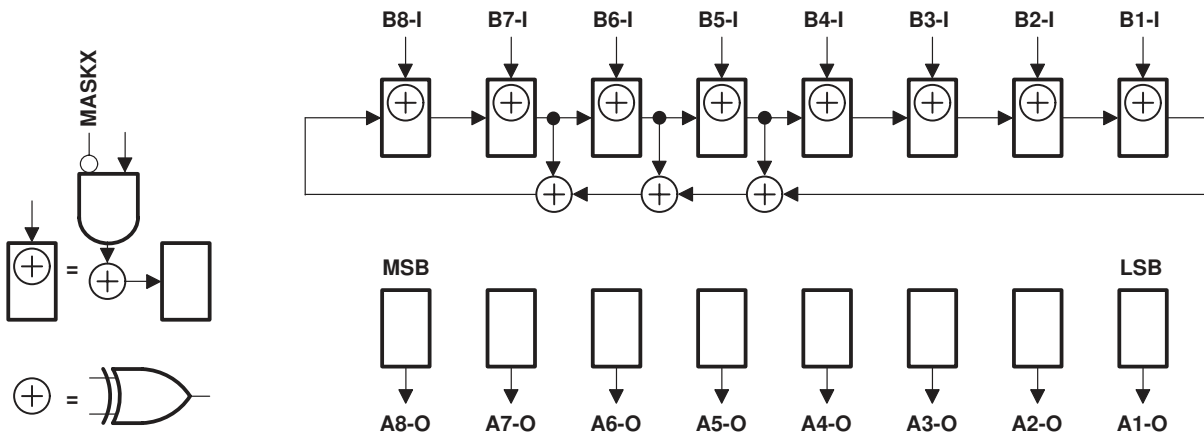 B8-I B7-I B6-I B5-I B4-I B3-I B2-I B1-I
MASKX
=
MSB LSB
=
A8-O A7-O A6-O A5-O A4-O A3-O A2-O A1-O